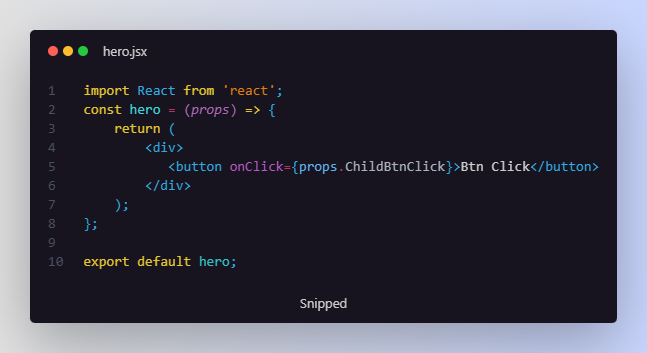 hero.jsx
1 import React from 'react';
2 const hero = (props) => {
3     return (
4         <div>
5            <button onClick={props.ChildBtnClick}>Btn Click</button>
6         </div>
7     );
8 };
9
10 export default hero;
Snipped